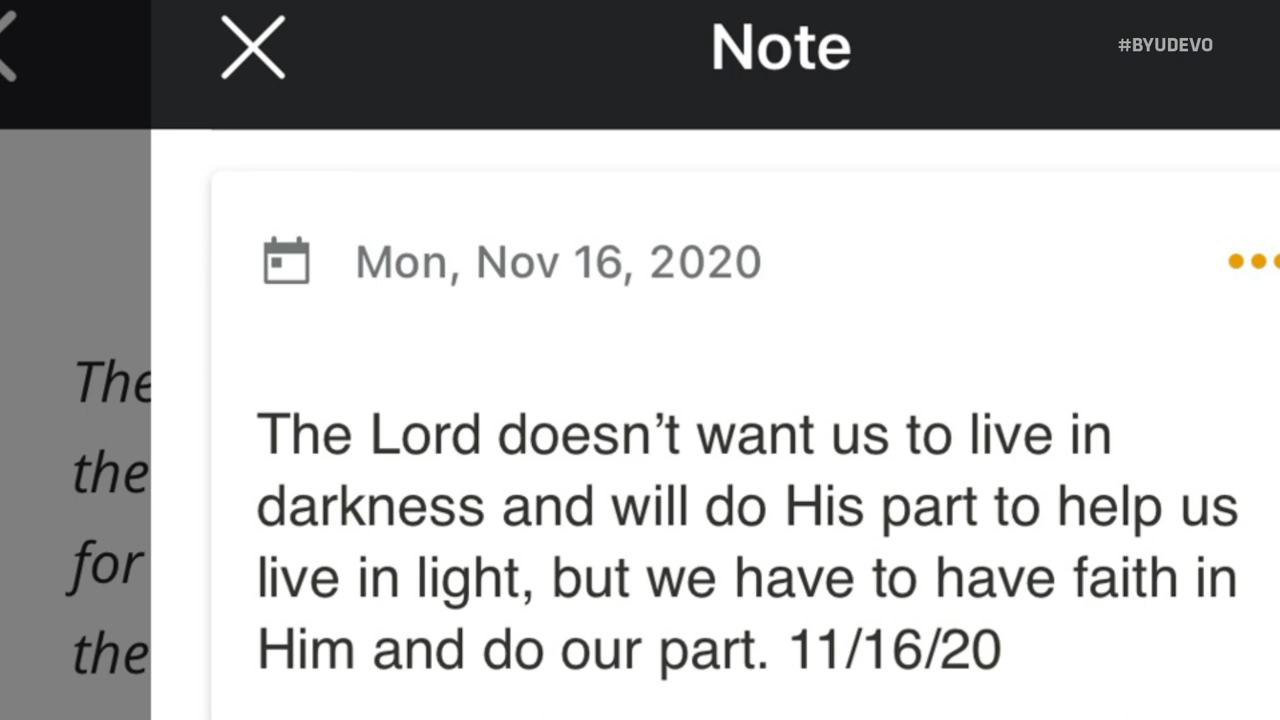 Note
#BYUDEVO
Mon, Nov 16, 2020
The
the
for
the
The Lord doesn’t want us to live in
darkness and will do His part to help us
live in light, but we have to have faith in
Him and do our part. 11/16/20